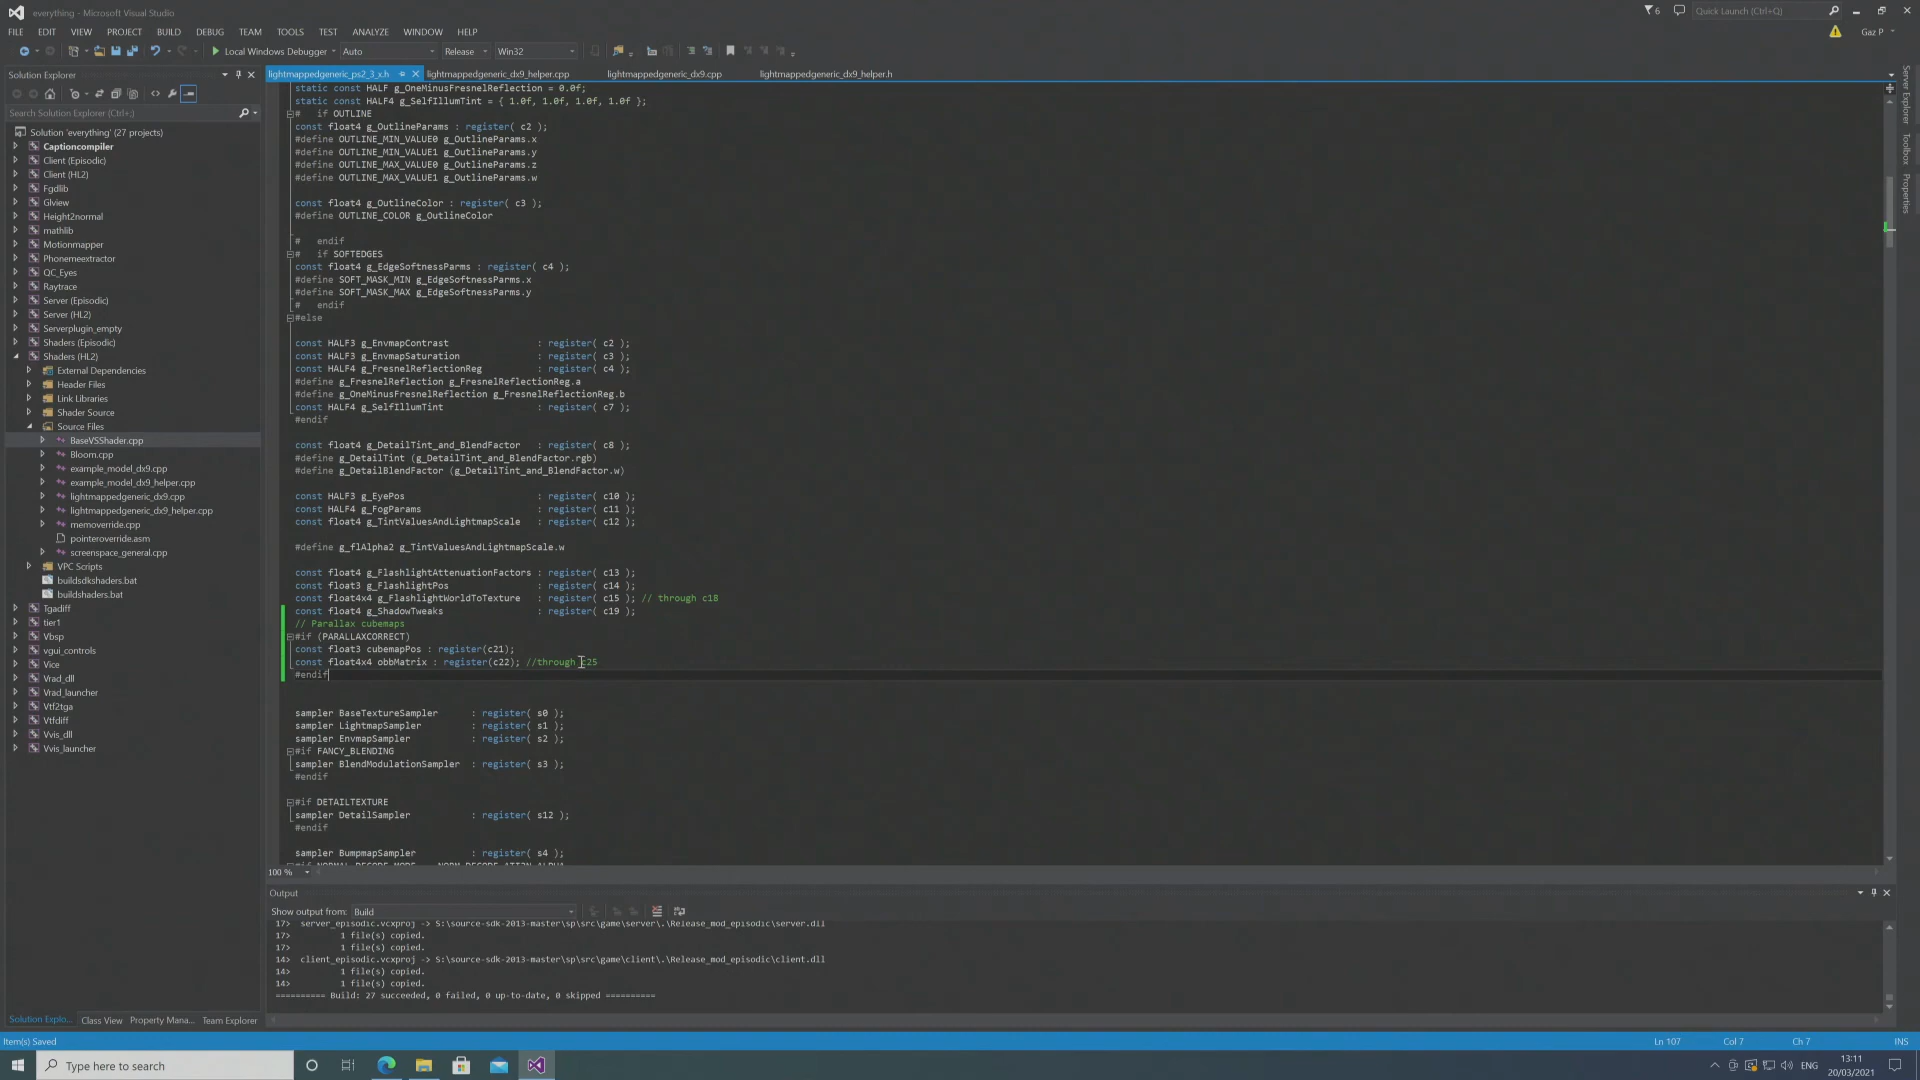 everything - Microsoft Visual Studio
6
Quick Launch (Ctrl+Q)
FILE EDIT VIEW PROJECT BUILD DEBUG TEAM TOOLS TEST ANALYZE WINDOW HELP
Gaz P
Local Windows Debugger Auto Release Win32
Solution Explorer
lightmappedgeneric_ps2_3_x.h lightmappedgeneric_dx9_helper.cpp lightmappedgeneric_dx9.cpp lightmappedgeneric_dx9_helper.h
Search Solution Explorer (Ctrl+;)
Solution 'everything' (27 projects)
Captioncompiler
Client (Episodic)
Client (HL2)
Fgdlib
Glview
Height2normal
mathlib
Motionmapper
Phonemeextractor
QC_Eyes
Raytrace
Server (Episodic)
Server (HL2)
Serverplugin_empty
Shaders (Episodic)
Shaders (HL2)
External Dependencies
Header Files
Link Libraries
Shader Source
Source Files
BaseVSShader.cpp
Bloom.cpp
example_model_dx9.cpp
example_model_dx9_helper.cpp
lightmappedgeneric_dx9.cpp
lightmappedgeneric_dx9_helper.cpp
memoverride.cpp
pointeroverride.asm
screenspace_general.cpp
VPC Scripts
buildsdkshaders.bat
buildshaders.bat
Tgadiff
tier1
Vbsp
vgui_controls
Vice
Vrad_dll
Vrad_launcher
Vtf2tga
Vtfdiff
Vvis_dll
Vvis_launcher
Solution Explo... Class View Property Mana... Team Explorer
static const HALF g_OneMinusFresnelReflection = 0.0f;
static const HALF4 g_SelfIllumTint = { 1.0f, 1.0f, 1.0f, 1.0f };
# if OUTLINE
const float4 g_OutlineParams : register( c2 );
#define OUTLINE_MIN_VALUE0 g_OutlineParams.x
#define OUTLINE_MIN_VALUE1 g_OutlineParams.y
#define OUTLINE_MAX_VALUE0 g_OutlineParams.z
#define OUTLINE_MAX_VALUE1 g_OutlineParams.w
const float4 g_OutlineColor : register( c3 );
#define OUTLINE_COLOR g_OutlineColor
# endif
# if SOFTEDGES
const float4 g_EdgeSoftnessParms : register( c4 );
#define SOFT_MASK_MIN g_EdgeSoftnessParms.x
#define SOFT_MASK_MAX g_EdgeSoftnessParms.y
# endif
#else
const HALF3 g_EnvmapContrast : register( c2 );
const HALF3 g_EnvmapSaturation : register( c3 );
const HALF4 g_FresnelReflectionReg : register( c4 );
#define g_FresnelReflection g_FresnelReflectionReg.a
#define g_OneMinusFresnelReflection g_FresnelReflectionReg.b
const HALF4 g_SelfIllumTint : register( c7 );
#endif
const float4 g_DetailTint_and_BlendFactor : register( c8 );
#define g_DetailTint (g_DetailTint_and_BlendFactor.rgb)
#define g_DetailBlendFactor (g_DetailTint_and_BlendFactor.w)
const HALF3 g_EyePos : register( c10 );
const HALF4 g_FogParams : register( c11 );
const float4 g_TintValuesAndLightmapScale : register( c12 );
#define g_flAlpha2 g_TintValuesAndLightmapScale.w
const float4 g_FlashlightAttenuationFactors : register( c13 );
const float3 g_FlashlightPos : register( c14 );
const float4x4 g_FlashlightWorldToTexture : register( c15 ); // through c18
const float4 g_ShadowTweaks : register( c19 );
// Parallax cubemaps
#if (PARALLAXCORRECT)
const float3 cubemapPos : register(c21);
const float4x4 obbMatrix : register(c22); //through c25
#endif
sampler BaseTextureSampler : register( s0 );
sampler LightmapSampler : register( s1 );
sampler EnvmapSampler : register( s2 );
#if FANCY_BLENDING
sampler BlendModulationSampler : register( s3 );
#endif
#if DETAILTEXTURE
sampler DetailSampler : register( s12 );
#endif
sampler BumpmapSampler : register( s4 );
100 %
Output
Show output from: Build
17> server_episodic.vcxproj -> S:\source-sdk-2013-master\sp\src\game\server\.\Release_mod_episodic\server.dll
17> 1 file(s) copied.
17> 1 file(s) copied.
14> client_episodic.vcxproj -> S:\source-sdk-2013-master\sp\src\game\client\.\Release_mod_episodic\client.dll
14> 1 file(s) copied.
14> 1 file(s) copied.
========== Build: 27 succeeded, 0 failed, 0 up-to-date, 0 skipped ==========
Server Explorer
Toolbox
Properties
Item(s) Saved
Ln 107 Col 7 Ch 7 INS
Type here to search
ENG
13:11
20/03/2021